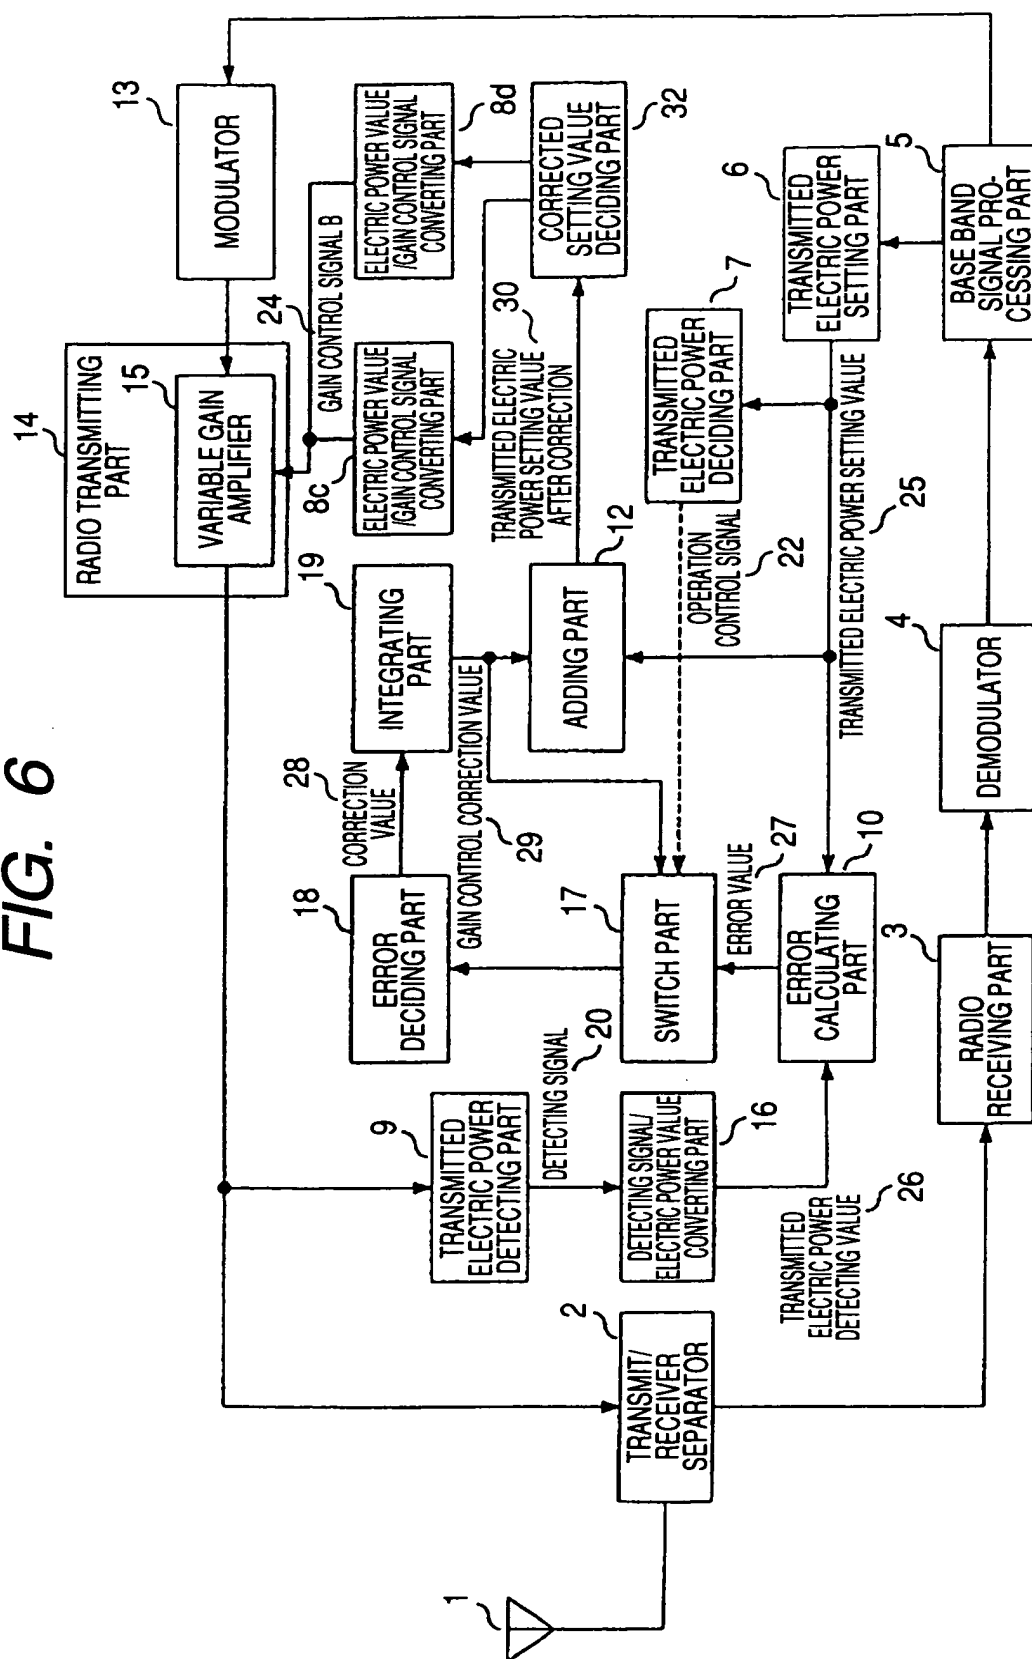 FIG. 6
1
2
TRANSMIT/
RECEIVER
SEPARATOR
9
TRANSMITTED
ELECTRIC POWER
DETECTING PART
DETECTING SIGNAL
20
DETECTING SIGNAL/
ELECTRIC POWER VALUE
CONVERTING PART
16
TRANSMITTED
ELECTRIC POWER
DETECTING VALUE
26
3
RADIO
RECEIVING PART
18
ERROR
DECIDING PART
28
CORRECTION
VALUE
GAIN CONTROL CORRECTION VALUE
29
17
SWITCH PART
ERROR VALUE
27
ERROR
CALCULATING
PART
10
4
DEMODULATOR
19
INTEGRATING
PART
ADDING PART
12
OPERATION
CONTROL SIGNAL
22
TRANSMITTED ELECTRIC POWER SETTING VALUE
25
14
RADIO TRANSMITTING
PART
15
VARIABLE GAIN
AMPLIFIER
8c
ELECTRIC POWER VALUE
/GAIN CONTROL SIGNAL
CONVERTING PART
24
GAIN CONTROL SIGNAL B
TRANSMITTED ELECTRIC
POWER SETTING VALUE
AFTER CORRECTION
30
TRANSMITTED
ELECTRIC POWER
DECIDING PART
7
13
MODULATOR
ELECTRIC POWER VALUE
/GAIN CONTROL SIGNAL
CONVERTING PART
8d
CORRECTED
SETTING VALUE
DECIDING PART
32
6
TRANSMITTED
ELECTRIC POWER
SETTING PART
5
BASE BAND
SIGNAL PRO-
CESSING PART